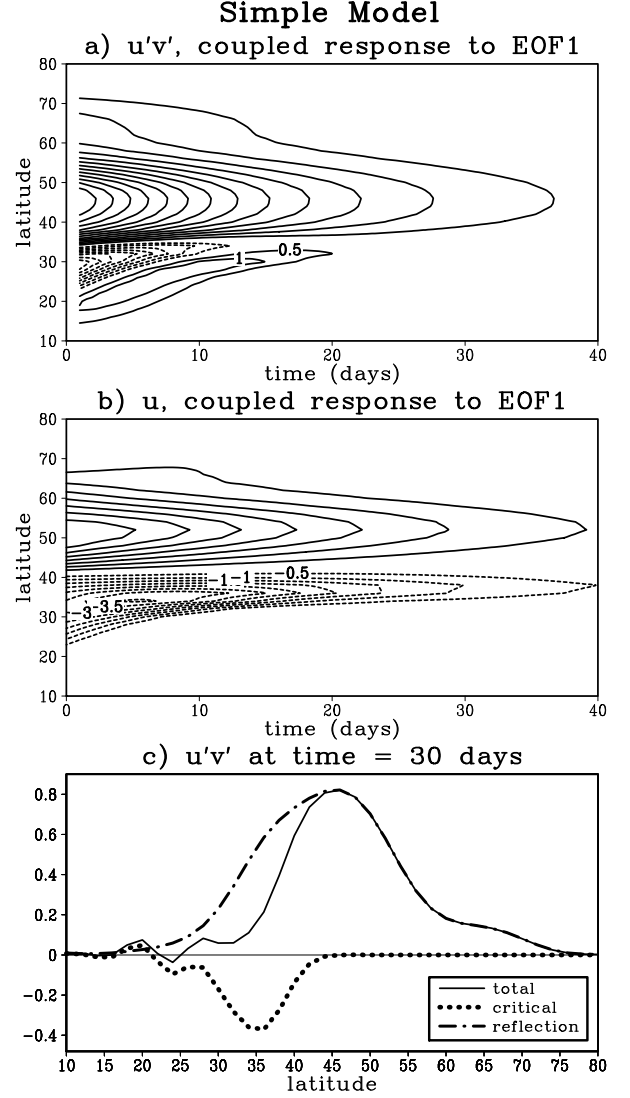 Simple Model
a) u'v', coupled response to EOF1
80
70
60
50
40
30
20
10
latitude
0.5
1
0 10 20 30 40
time (days)
b) u, coupled response to EOF1
80
70
60
50
40
30
20
10
latitude
-1 -1 -0.5
-3 -3.5
0 10 20 30 40
time (days)
c) u'v' at time = 30 days
0.8
0.6
0.4
0.2
0
-0.2
-0.4
total
critical
reflection
10 15 20 25 30 35 40 45 50 55 60 65 70 75 80
latitude